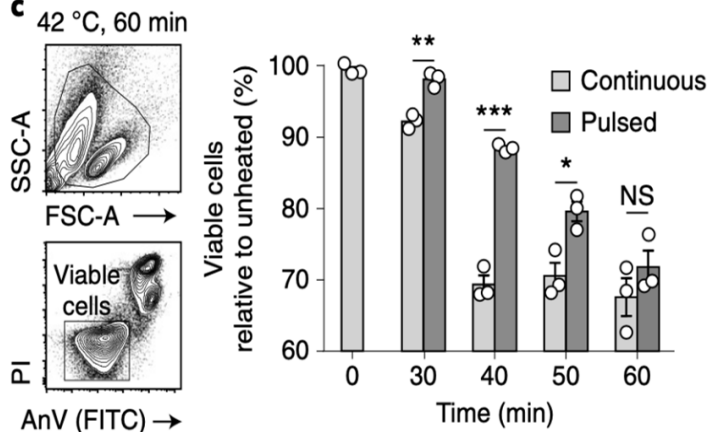 c
42 °C, 60 min
SSC-A
FSC-A
Viable
cells
PI
AnV (FITC)
Viable cells
relative to unheated (%)
100
90
80
70
60
**
***
*
NS
Continuous
Pulsed
0 30 40 50 60
Time (min)